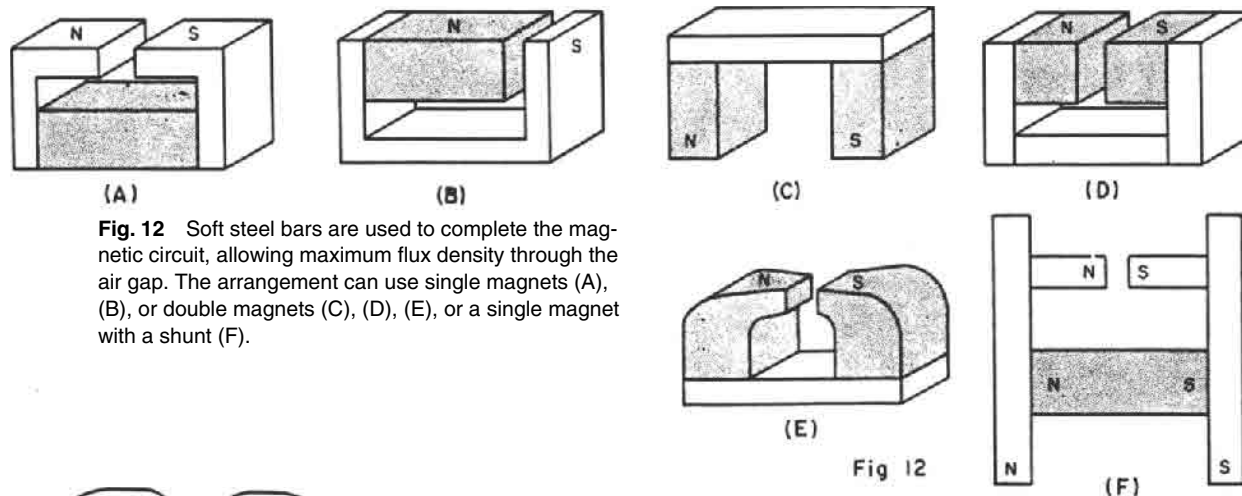 N S
N
S
N S
N S
(A)
(B)
(C)
(D)
Fig. 12 Soft steel bars are used to complete the mag-
netic circuit, allowing maximum flux density through the
air gap. The arrangement can use single magnets (A),
(B), or double magnets (C), (D), (E), or a single magnet
with a shunt (F).
N S
(E)
Fig 12
N S
N S
N S
(F)